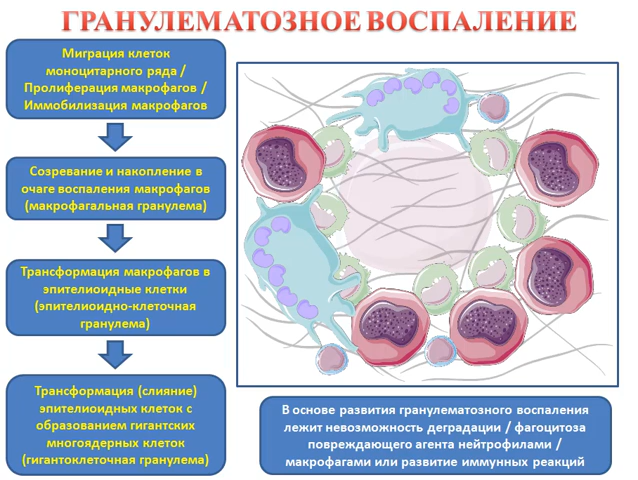 ГРАНУЛЕМАТОЗНОЕ ВОСПАЛЕНИЕ
Миграция клеток
моноцитарного ряда /
Пролиферация макрофагов /
Иммобилизация макрофагов
Созревание и накопление в
очаге воспаления макрофагов
(макрофагальная гранулема)
Трансформация макрофагов в
эпителиоидные клетки
(эпителиоидно-клеточная
гранулема)
Трансформация (слияние)
эпителиоидных клеток с
образованием гигантских
многоядерных клеток
(гигантоклеточная гранулема)
В основе развития гранулематозного воспаления
лежит невозможность деградации / фагоцитоза
повреждающего агента нейтрофилами /
макрофагами или развитие иммунных реакций